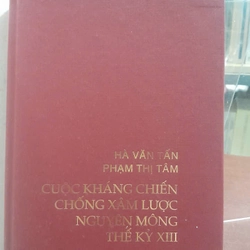 HÀ VĂN TẤN
PHẠM THỊ TÂM
CUỘC KHÁNG CHIẾN
CHỐNG XÂM LƯỢC
NGUYÊN MÔNG
THẾ KỶ XIII